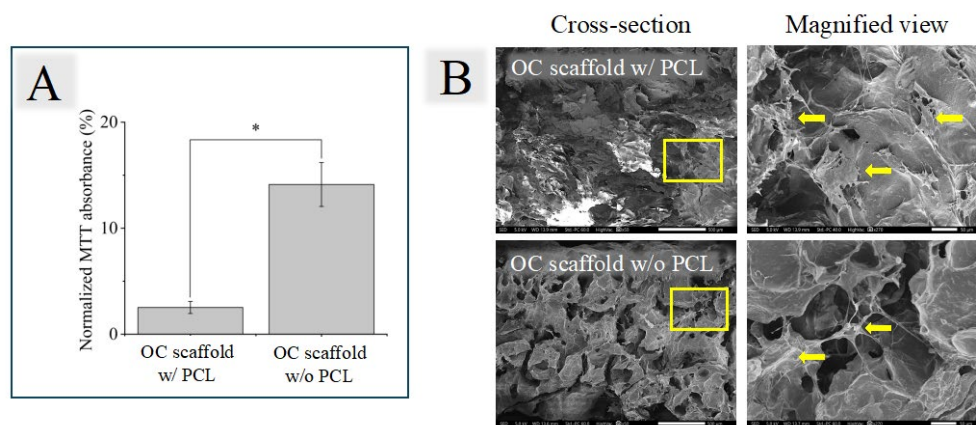 A
Normalized MTT absorbance (%)
20
10
0
*
OC scaffold
w/ PCL
OC scaffold
w/o PCL
B
Cross-section
Magnified view
OC scaffold w/ PCL
OC scaffold w/o PCL